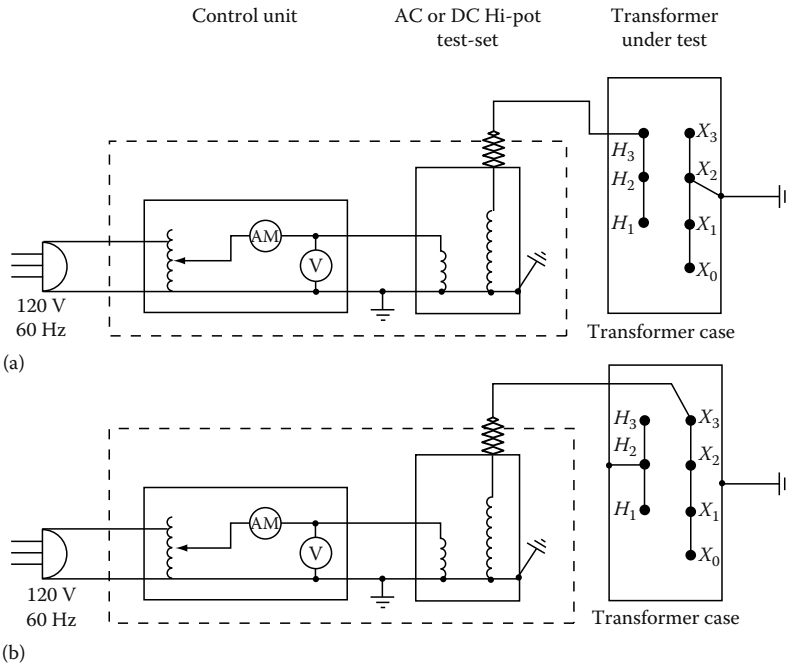 Control unit
AC or DC Hi-pot
test-set
Transformer
under test
H₃
H₂
H₁
X₃
X₂
X₁
X₀
AM
V
120 V
60 Hz
Transformer case
(a)
H₃
H₂
H₁
X₃
X₂
X₁
X₀
AM
V
120 V
60 Hz
Transformer case
(b)